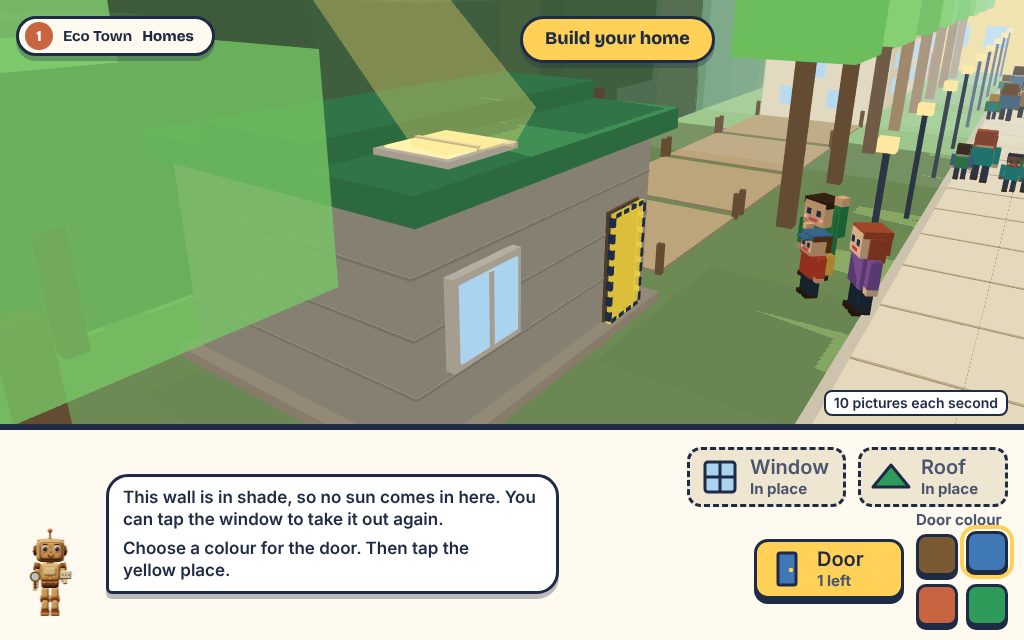 1 Eco Town Homes
Build your home
10 pictures each second
This wall is in shade, so no sun comes in here. You
can tap the window to take it out again.
Choose a colour for the door. Then tap the
yellow place.
Window
In place
Roof
In place
Door colour
Door
1 left